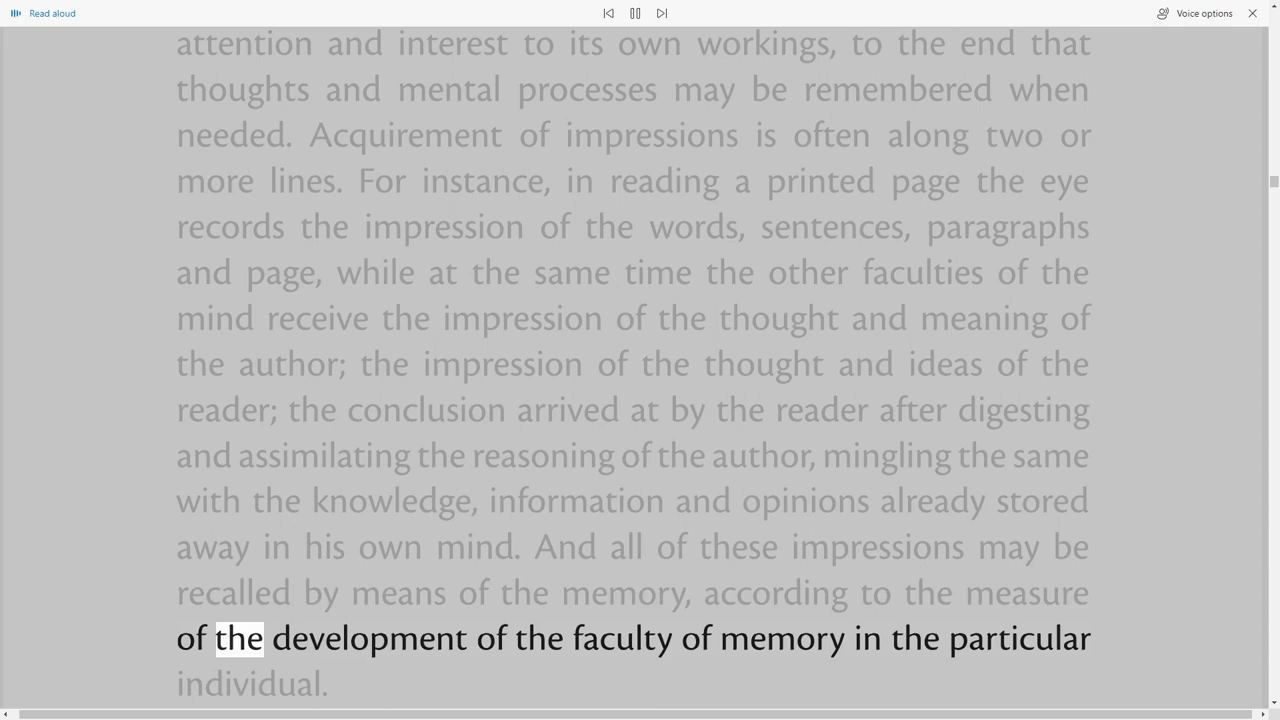 Read aloud
Voice options
attention and interest to its own workings, to the end that
thoughts and mental processes may be remembered when
needed. Acquirement of impressions is often along two or
more lines. For instance, in reading a printed page the eye
records the impression of the words, sentences, paragraphs
and page, while at the same time the other faculties of the
mind receive the impression of the thought and meaning of
the author; the impression of the thought and ideas of the
reader; the conclusion arrived at by the reader after digesting
and assimilating the reasoning of the author, mingling the same
with the knowledge, information and opinions already stored
away in his own mind. And all of these impressions may be
recalled by means of the memory, according to the measure
of the development of the faculty of memory in the particular
individual.